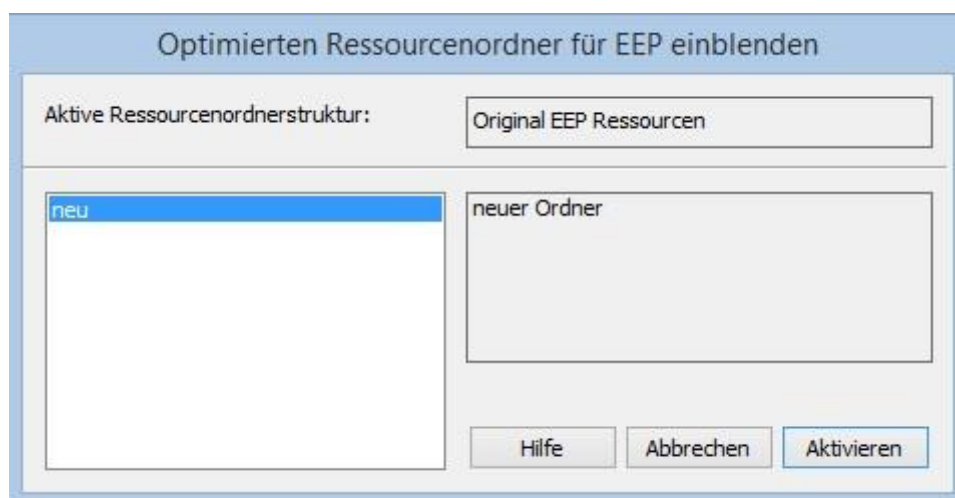 Optimierten Ressourcenordner für EEP einblenden
Aktive Ressourcenordnerstruktur:
Original EEP Ressourcen
neu
neuer Ordner
Hilfe
Abbrechen
Aktivieren